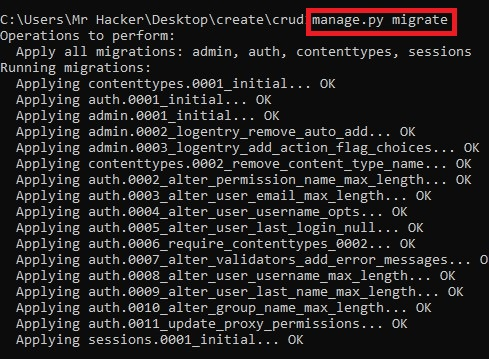 C:\Users\Mr Hacker\Desktop\create\crud>manage.py migrate
Operations to perform:
  Apply all migrations: admin, auth, contenttypes, sessions
Running migrations:
  Applying contenttypes.0001_initial... OK
  Applying auth.0001_initial... OK
  Applying admin.0001_initial... OK
  Applying admin.0002_logentry_remove_auto_add... OK
  Applying admin.0003_logentry_add_action_flag_choices... OK
  Applying contenttypes.0002_remove_content_type_name... OK
  Applying auth.0002_alter_permission_name_max_length... OK
  Applying auth.0003_alter_user_email_max_length... OK
  Applying auth.0004_alter_user_username_opts... OK
  Applying auth.0005_alter_user_last_login_null... OK
  Applying auth.0006_require_contenttypes_0002... OK
  Applying auth.0007_alter_validators_add_error_messages... O
  Applying auth.0008_alter_user_username_max_length... OK
  Applying auth.0009_alter_user_last_name_max_length... OK
  Applying auth.0010_alter_group_name_max_length... OK
  Applying auth.0011_update_proxy_permissions... OK
  Applying sessions.0001_initial... OK